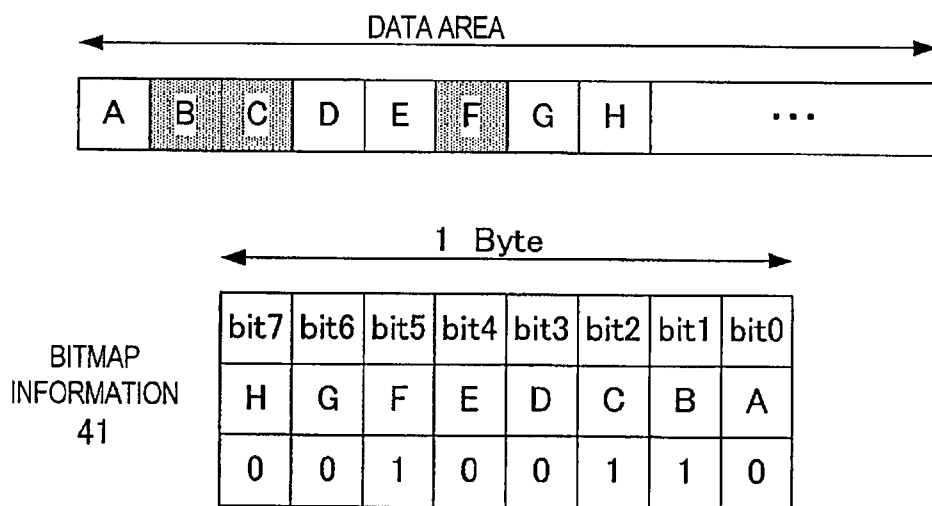 DATA AREA
A B C D E F G H ...
1 Byte
bit7 bit6 bit5 bit4 bit3 bit2 bit1 bit0
BITMAP
INFORMATION
41
H G F E D C B A
0 0 1 0 0 1 1 0